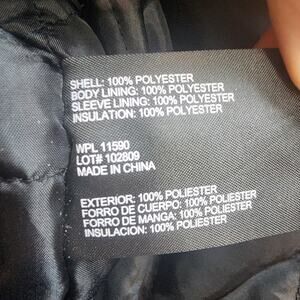 SHELL: 100% POLYESTER
BODY LINING: 100% POLYESTER
SLEEVE LINING: 100% POLYESTER
INSULATION: 100% POLYESTER
WPL 11590
LOT# 102809
MADE IN CHINA
EXTERIOR: 100% POLIESTER
FORRO DE CUERPO: 100% POLIESTER
FORRO DE MANGA: 100% POLIESTER
INSULACION: 100% POLIESTER